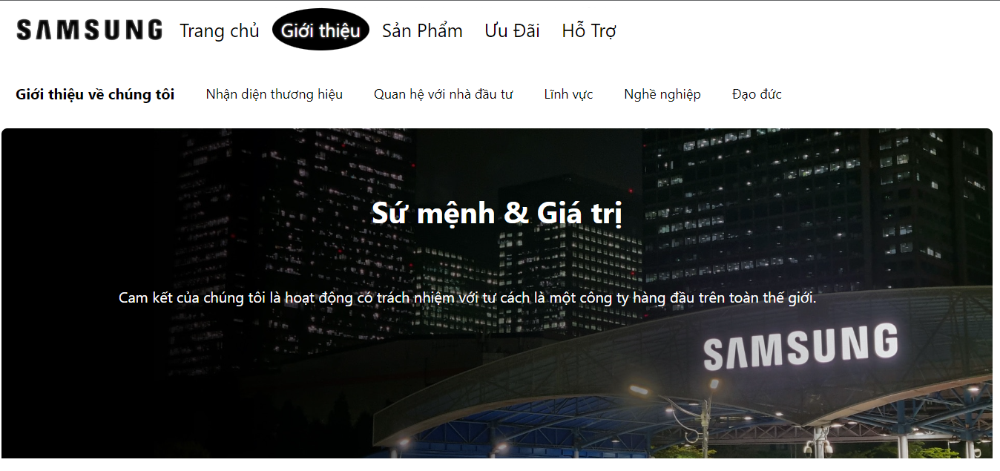 SAMSUNG Trang chủ Giới thiệu Sản Phẩm Ưu Đãi Hỗ Trợ
Giới thiệu về chúng tôi Nhận diện thương hiệu Quan hệ với nhà đầu tư Lĩnh vực Nghề nghiệp Đạo đức
Sứ mệnh & Giá trị
Cam kết của chúng tôi là hoạt động có trách nhiệm với tư cách là một công ty hàng đầu trên toàn thế giới.
SAMSUNG